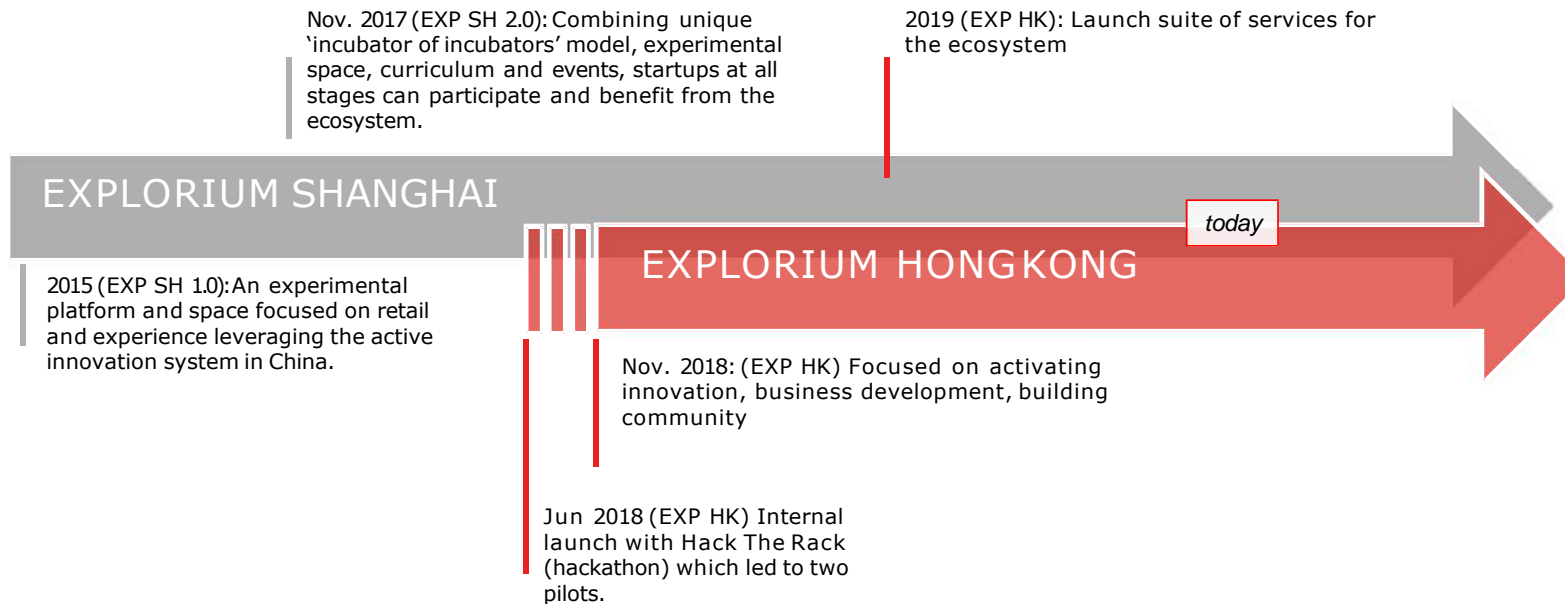 Nov. 2017 (EXP SH 2.0): Combining unique
‘incubator of incubators’ model, experimental
space, curriculum and events, startups at all
stages can participate and benefit from the
ecosystem.
2019 (EXP HK): Launch suite of services for
the ecosystem
EXPLORIUM SHANGHAI
today
EXPLORIUM HONGKONG
2015 (EXP SH 1.0): An experimental
platform and space focused on retail
and experience leveraging the active
innovation system in China.
Nov. 2018: (EXP HK) Focused on activating
innovation, business development, building
community
Jun 2018 (EXP HK) Internal
launch with Hack The Rack
(hackathon) which led to two
pilots.